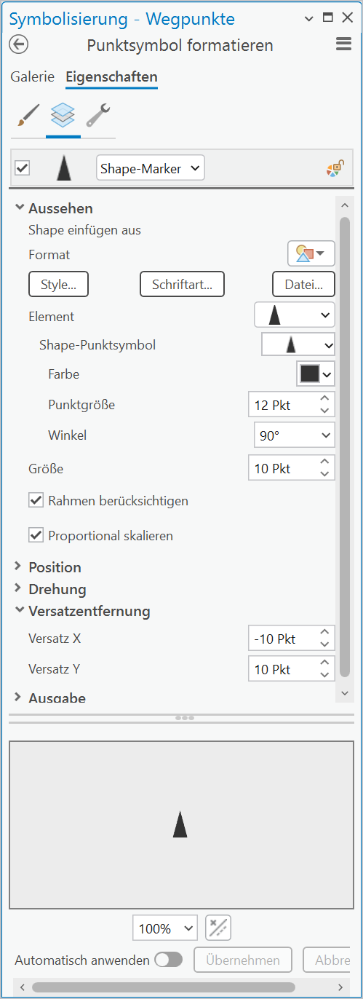 Symbolisierung - Wegpunkte
Punktsymbol formatieren
Galerie Eigenschaften
Shape-Marker
Aussehen
Shape einfügen aus
Format
Style... Schriftart... Datei...
Element
Shape-Punktsymbol
Farbe
Punktgröße 12 Pkt
Winkel 90°
Größe 10 Pkt
Rahmen berücksichtigen
Proportional skalieren
Position
Drehung
Versatzentfernung
Versatz X -10 Pkt
Versatz Y 10 Pkt
Ausgabe
100%
Automatisch anwenden Übernehmen Abbre